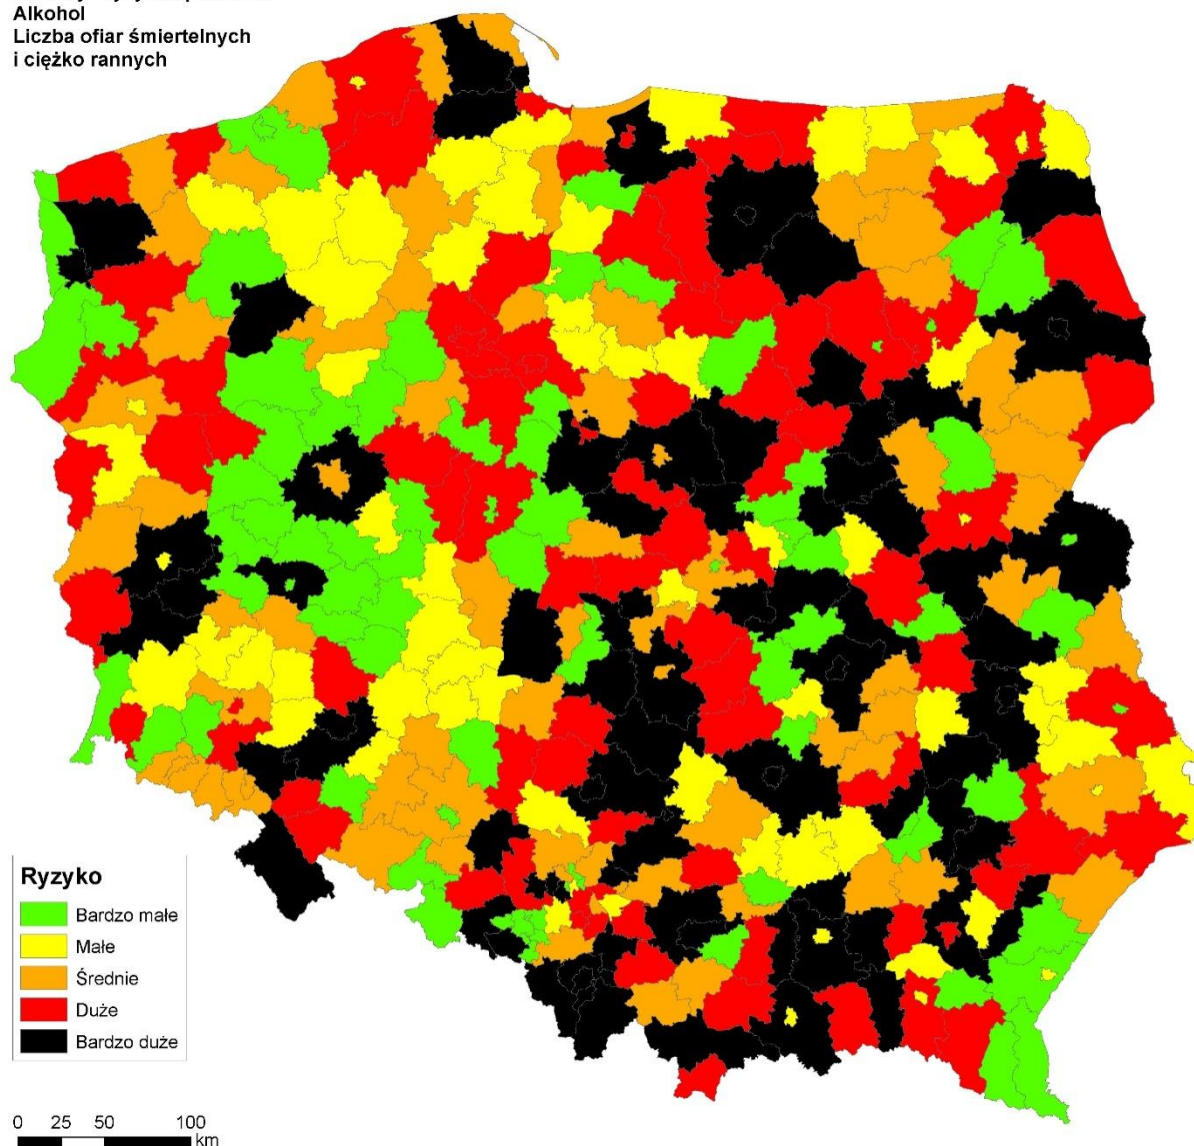 Alkohol
Liczba ofiar śmiertelnych
i ciężko rannych
Ryzyko
Bardzo małe
Małe
Średnie
Duże
Bardzo duże
0 25 50 100
km